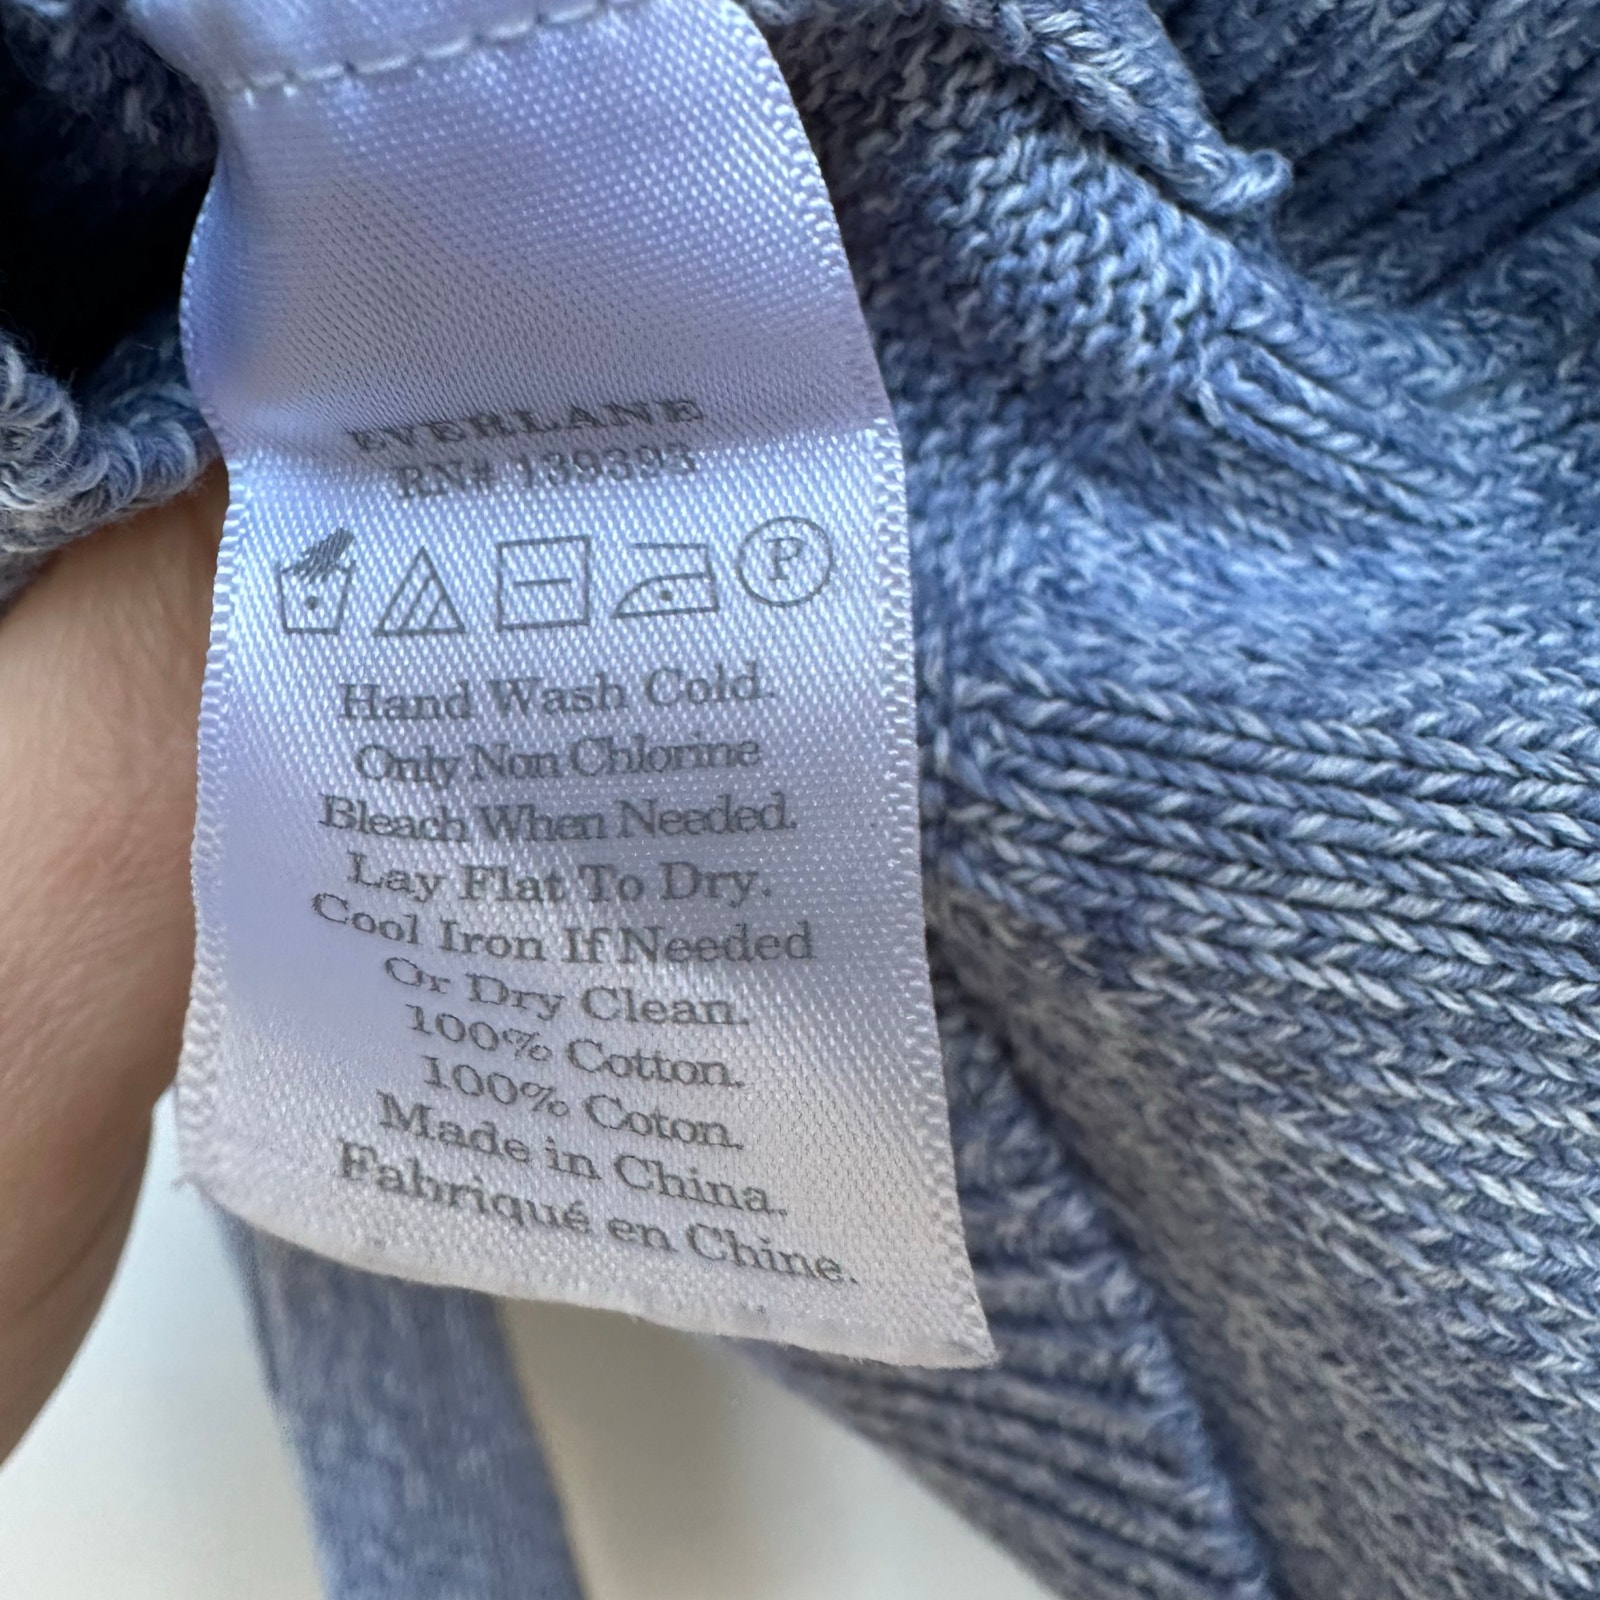 EVERLANE
RN# 139393
P
Hand Wash Cold.
Only Non Chlorine
Bleach When Needed.
Lay Flat To Dry.
Cool Iron If Needed
Or Dry Clean.
100% Cotton.
100% Coton.
Made in China.
Fabriqué en Chine.